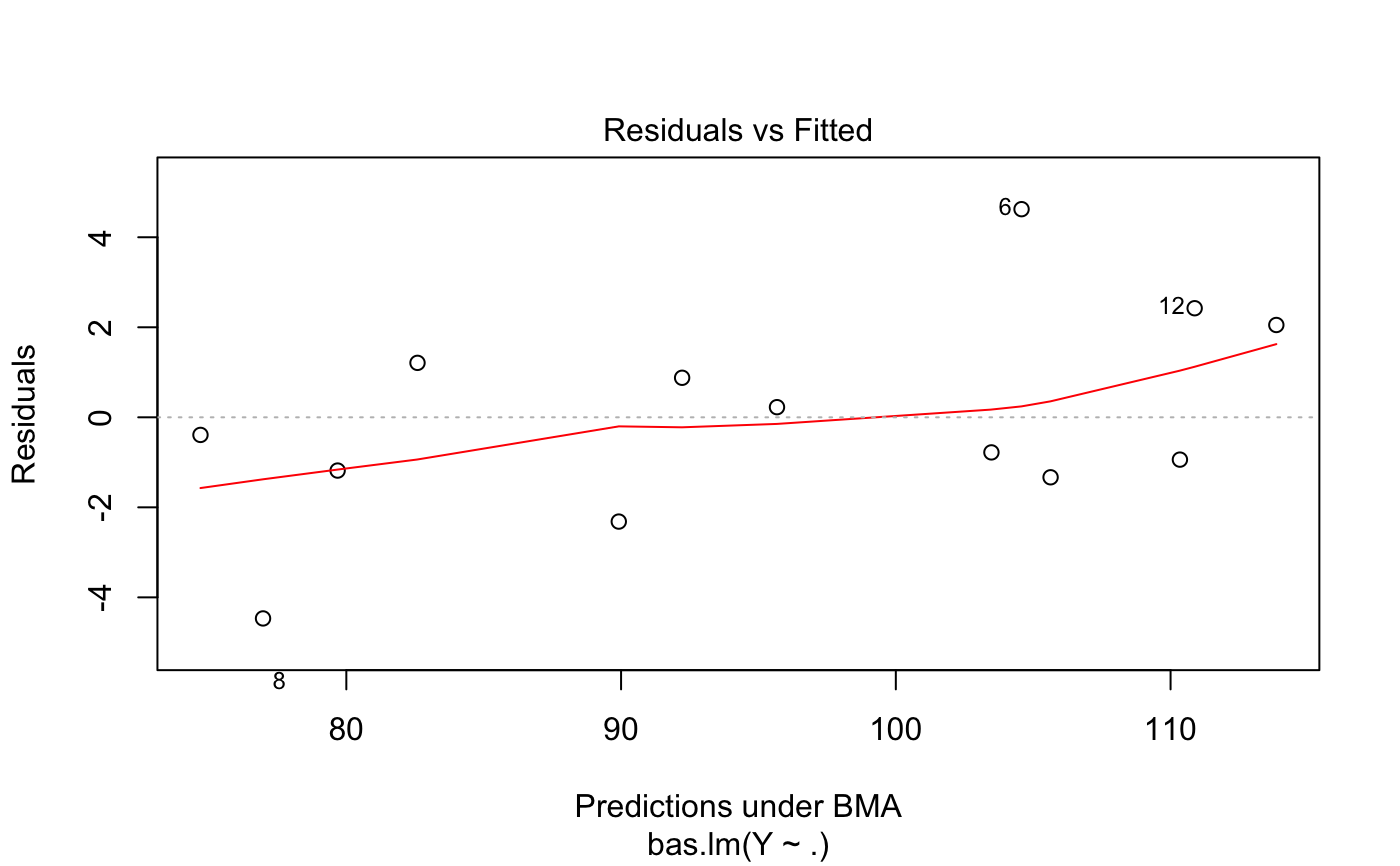 Residuals vs Fitted
Residuals
4
2
0
-2
-4
6
12
8
80 90 100 110
Predictions under BMA
bas.lm(Y ~ .)